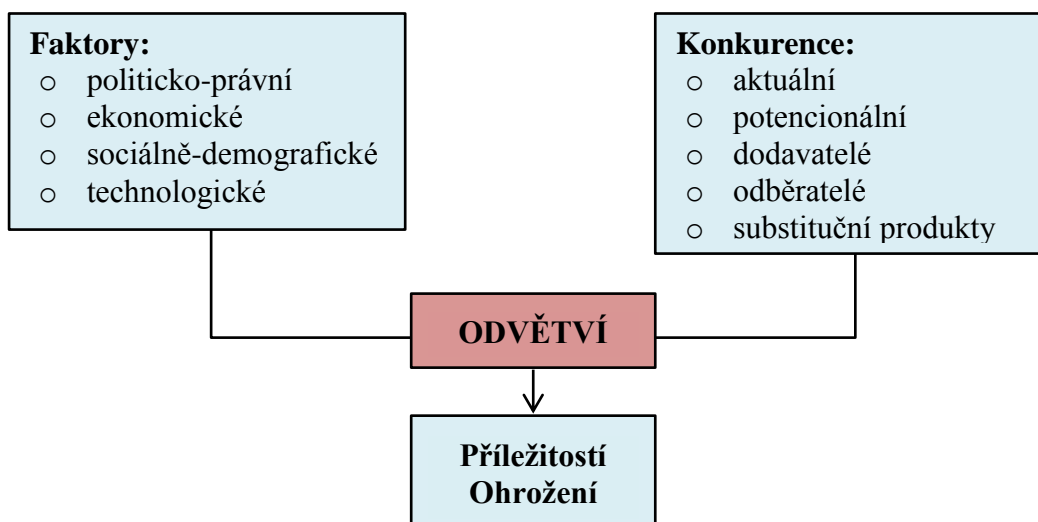 Faktory:
o politicko-právní
o ekonomické
o sociálně-demografické
o technologické
Konkurence:
o aktuální
o potencionální
o dodavatelé
o odběratelé
o substituční produkty
ODVĚTVÍ
Příležitostí
Ohrožení